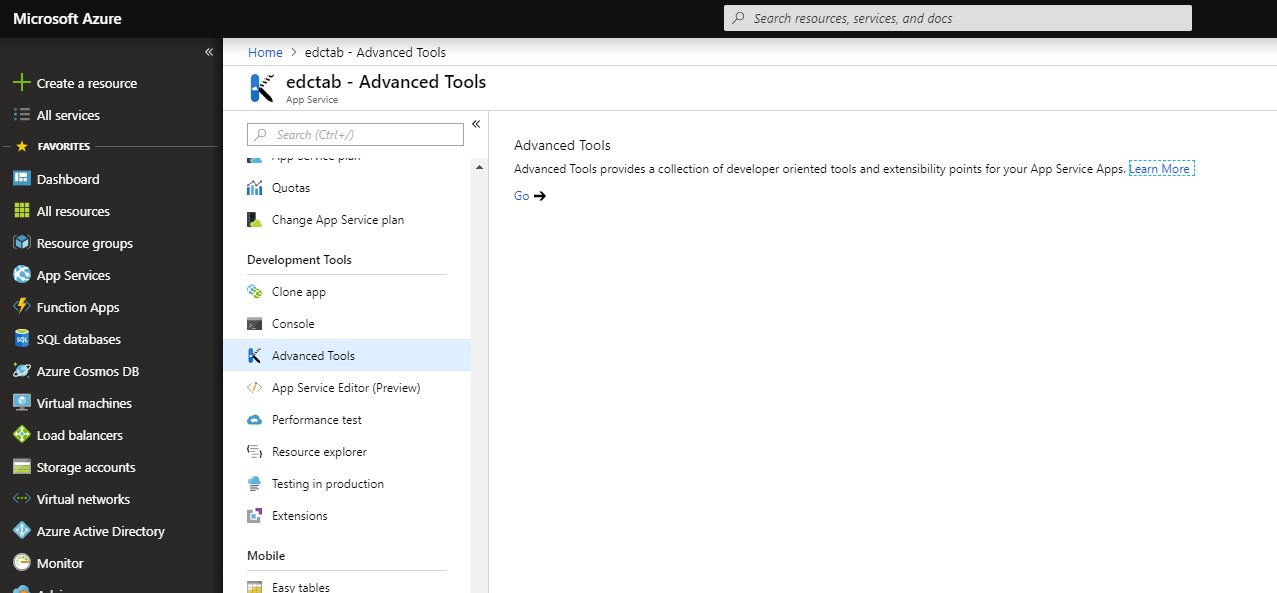 Microsoft Azure
Search resources, services, and docs
«
Create a resource
All services
FAVORITES
Dashboard
All resources
Resource groups
App Services
Function Apps
SQL databases
Azure Cosmos DB
Virtual machines
Load balancers
Storage accounts
Virtual networks
Azure Active Directory
Monitor
Home > edctab - Advanced Tools
edctab - Advanced Tools
App Service
Search (Ctrl+/)
«
App Service plan
Quotas
Change App Service plan
Development Tools
Clone app
Console
Advanced Tools
App Service Editor (Preview)
Performance test
Resource explorer
Testing in production
Extensions
Mobile
Easy tables
Advanced Tools
Advanced Tools provides a collection of developer oriented tools and extensibility points for your App Service Apps. Learn More
Go →